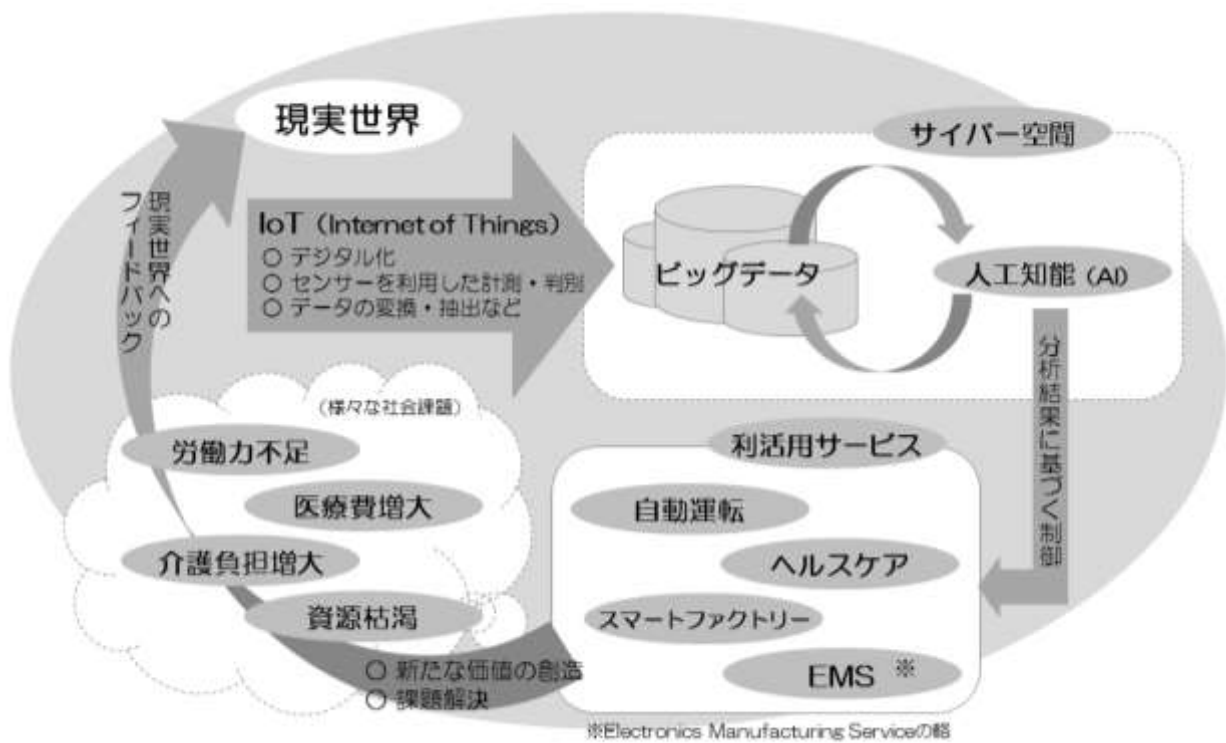 現実世界
サイバー空間
現実世界への
フィードバック
IoT（Internet of Things）
○ デジタル化
○ センサーを利用した計測・判別
○ データの変換・抽出など
ビッグデータ
人工知能（AI）
分析結果に基づく制御
（様々な社会課題）
労働力不足
医療費増大
介護負担増大
資源枯渇
利活用サービス
自動運転
ヘルスケア
スマートファクトリー
EMS ※
○ 新たな価値の創造
○ 課題解決
※Electronics Manufacturing Serviceの略